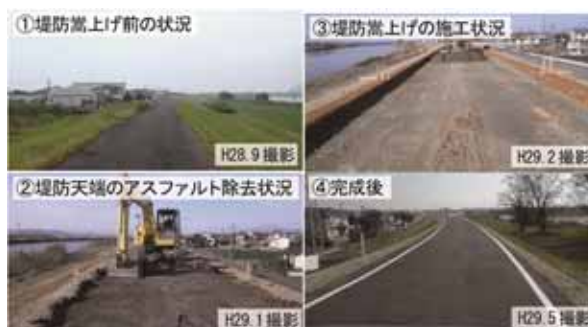 ①堤防嵩上げ前の状況
H28.9撮影
②堤防天端のアスファルト除去状況
H29.1撮影
③堤防嵩上げの施工状況
H29.2撮影
④完成後
H29.5撮影